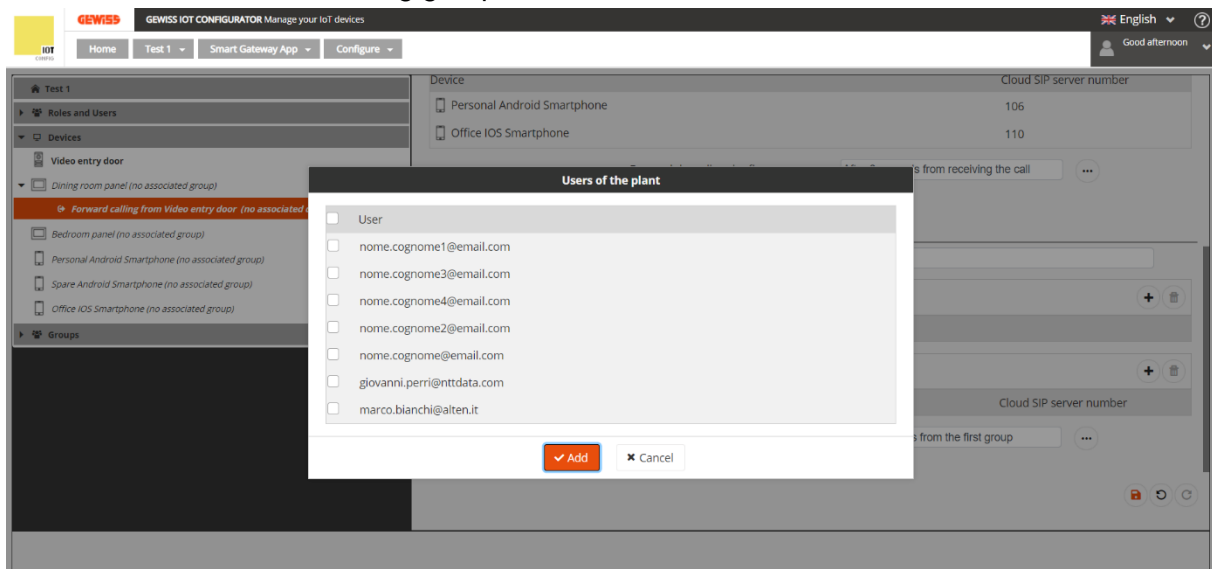 GEWISS GEWISS IOT CONFIGURATOR Manage your IoT devices English ?
IOT
CONFIG
Home Test 1 Smart Gateway App Configure Good afternoon
Test 1
Roles and Users
Devices
Video entry door
Dining room panel (no associated group)
Forward calling from Video entry door (no associated
Bedroom panel (no associated group)
Personal Android Smartphone (no associated group)
Spare Android Smartphone (no associated group)
Office IOS Smartphone (no associated group)
Groups
Device Cloud SIP server number
Personal Android Smartphone 106
Office IOS Smartphone 110
s from receiving the call ...
Users of the plant
User
nome.cognome1@email.com
nome.cognome3@email.com
nome.cognome4@email.com
nome.cognome2@email.com
nome.cognome@email.com
giovanni.perri@nttdata.com
marco.bianchi@alten.it
Add Cancel
Cloud SIP server number
s from the first group ...